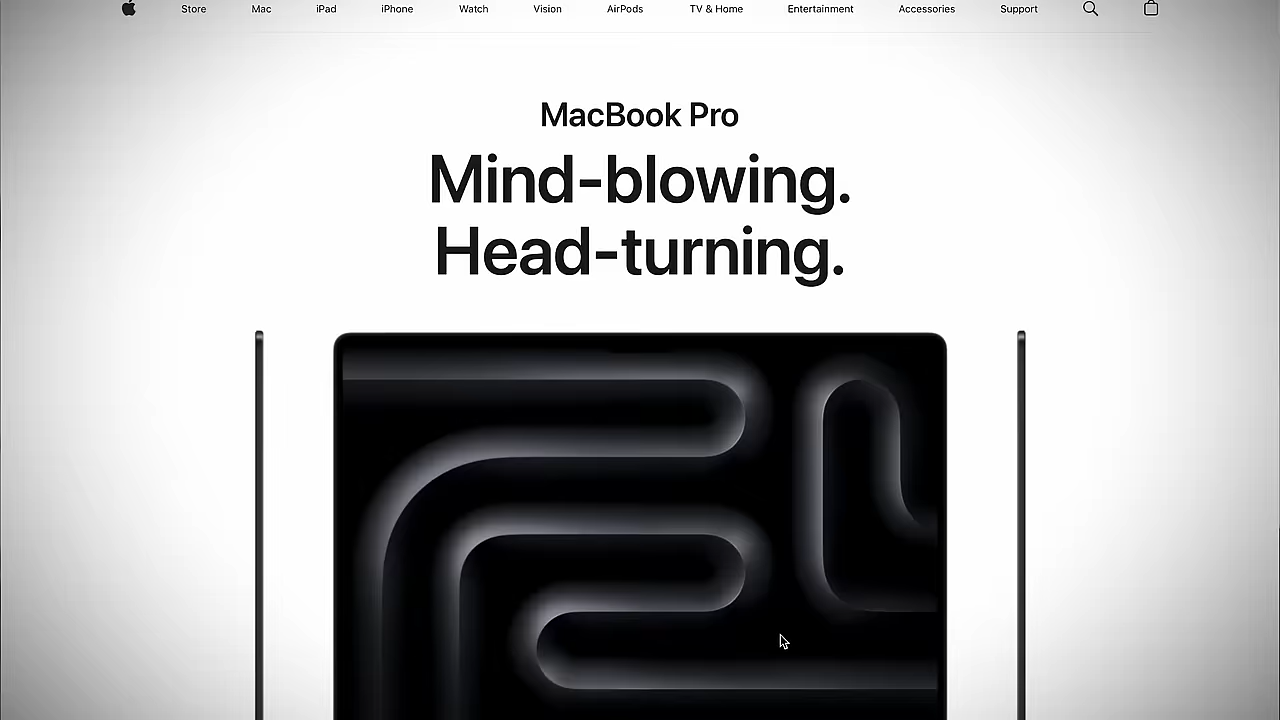 Store Mac iPad iPhone Watch Vision AirPods TV & Home Entertainment Accessories Support
MacBook Pro
Mind-blowing.
Head-turning.